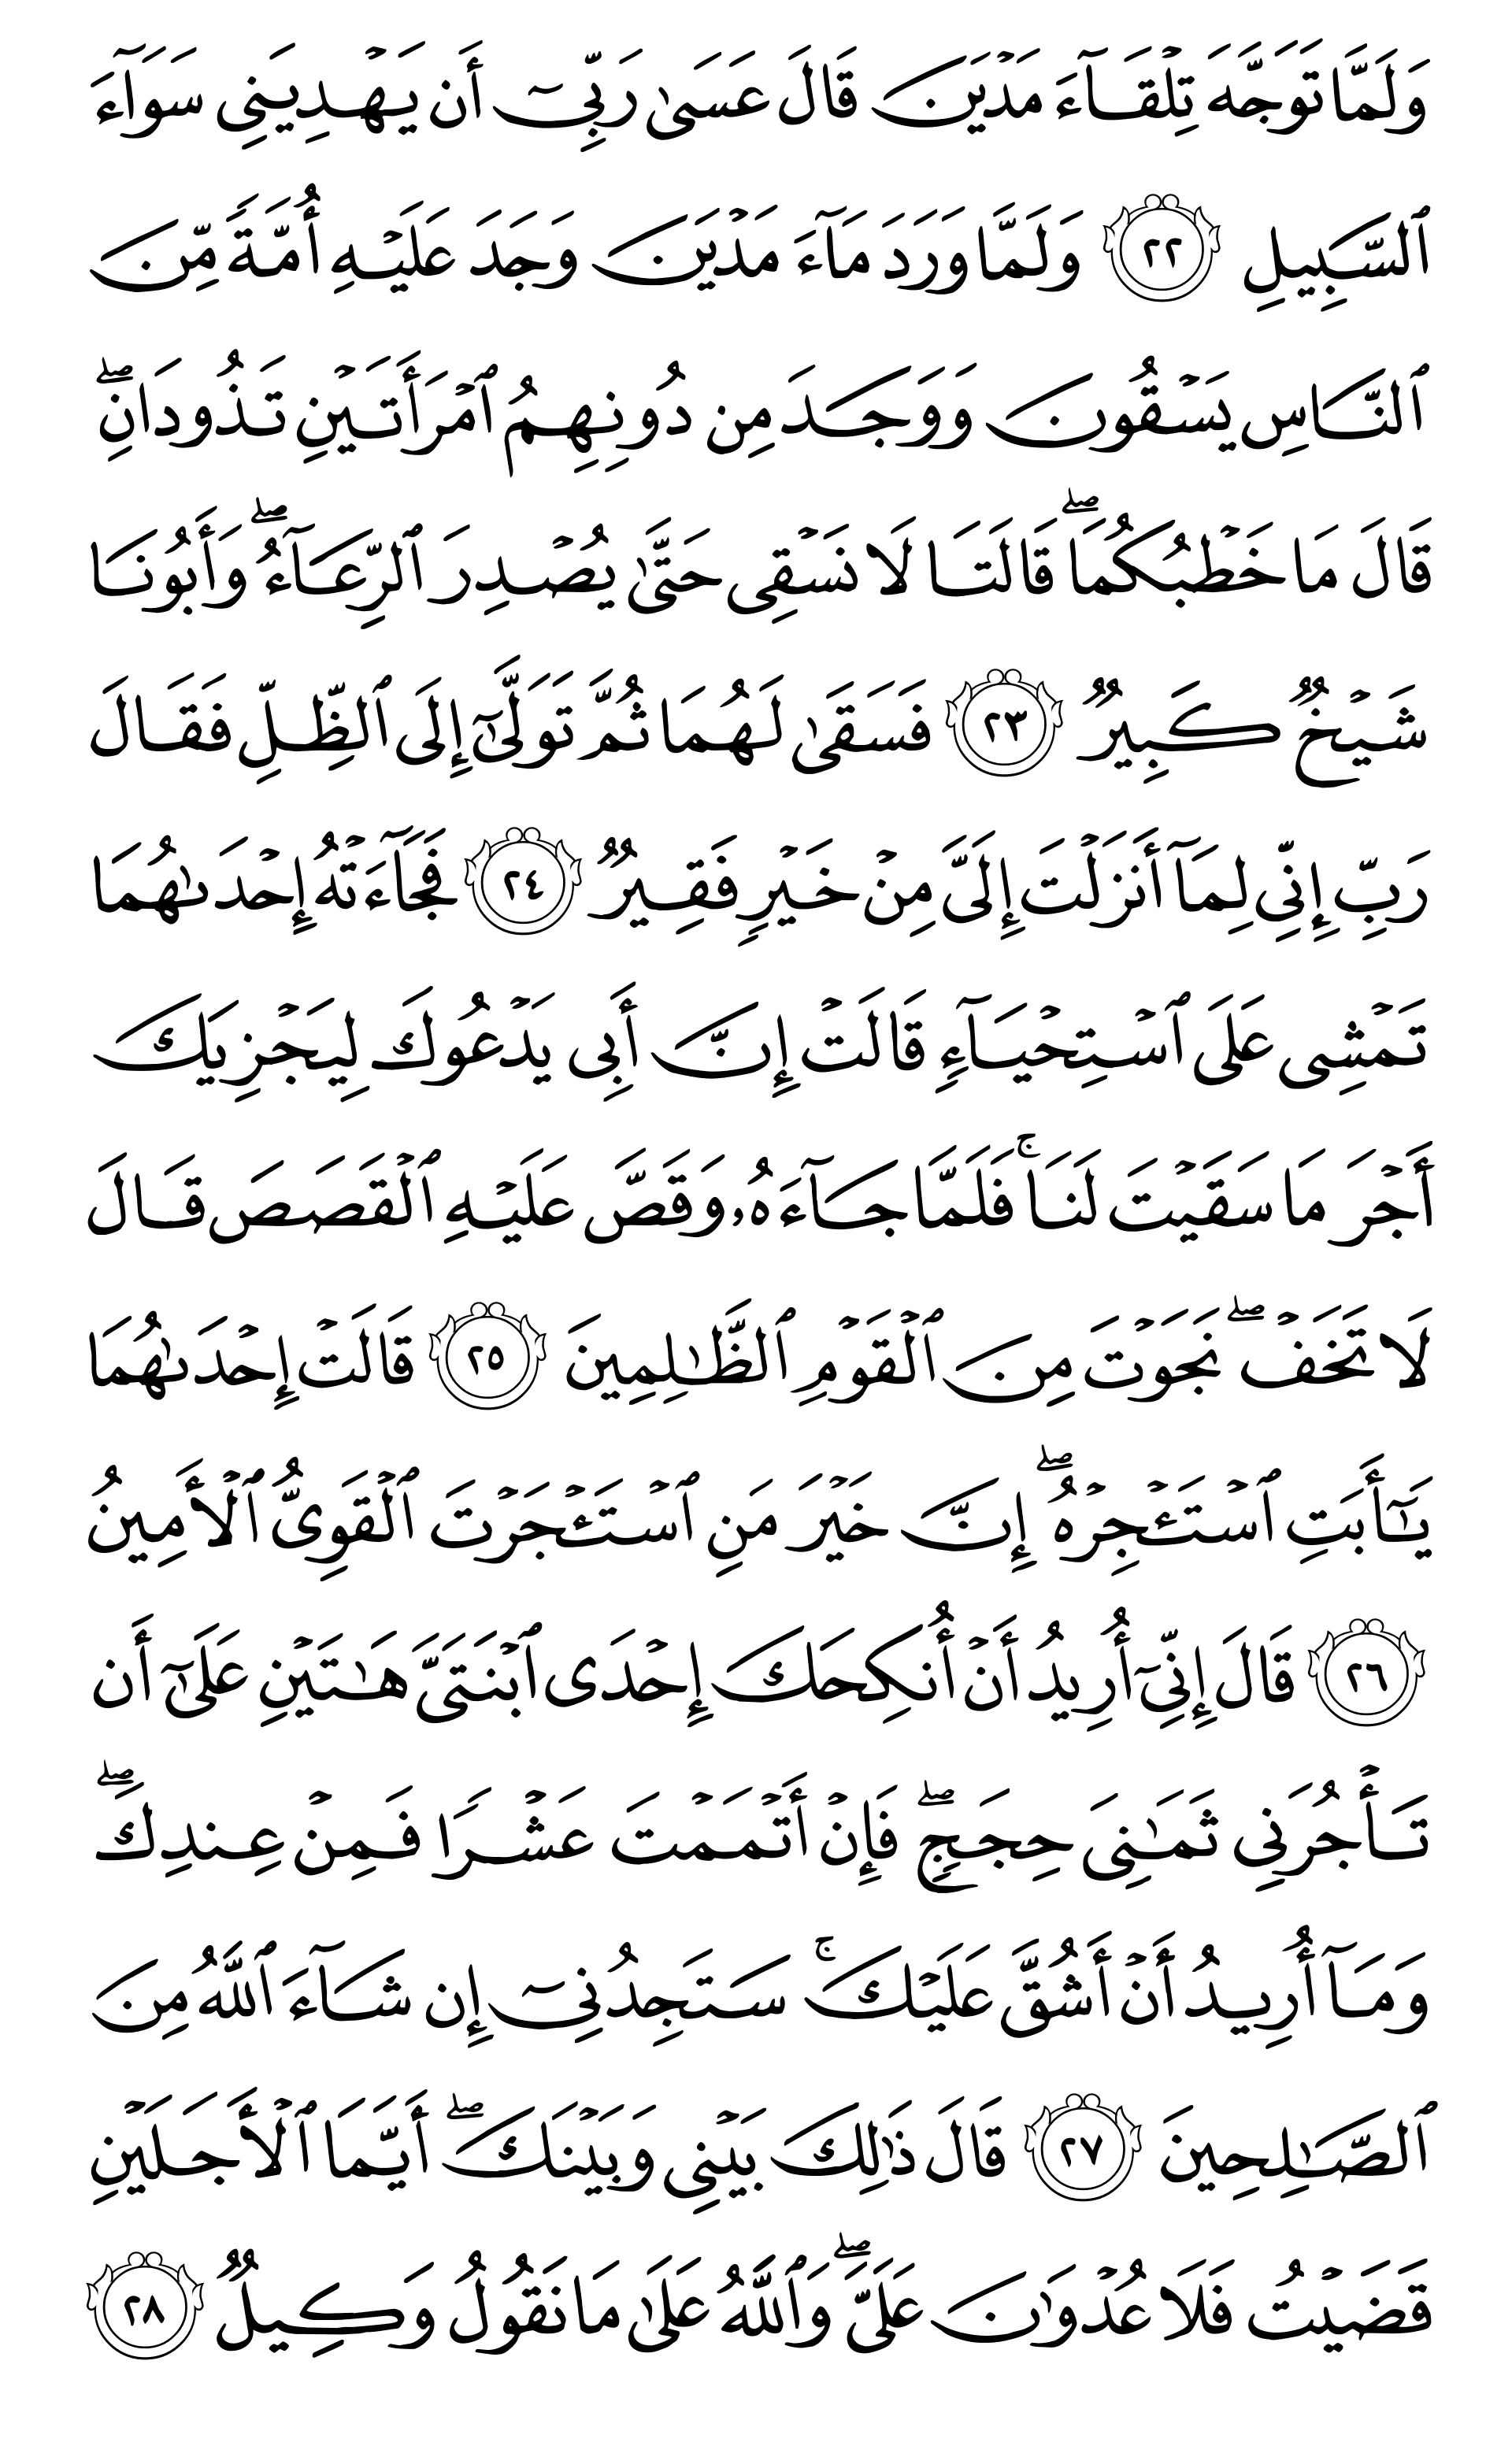 وَلَمَّا تَوَجَّهَ تِلْقَآءَ مَدْيَنَ قَالَ عَسَىٰ رَبِّىٓ أَن يَهْدِيَنِى سَوَآءَ
ٱلسَّبِيلِ ٢٢ وَلَمَّا وَرَدَ مَآءَ مَدْيَنَ وَجَدَ عَلَيْهِ أُمَّةً مِّنَ
ٱلنَّاسِ يَسْقُونَ وَوَجَدَ مِن دُونِهِمُ ٱمْرَأَتَيْنِ تَذُودَانِۖ
قَالَ مَا خَطْبُكُمَاۖ قَالَتَا لَا نَسْقِى حَتَّىٰ يُصْدِرَ ٱلرِّعَآءُۖ وَأَبُونَا
شَيْخٌ كَبِيرٌ ٢٣ فَسَقَىٰ لَهُمَا ثُمَّ تَوَلَّىٰٓ إِلَى ٱلظِّلِّ فَقَالَ
رَبِّ إِنِّى لِمَآ أَنزَلْتَ إِلَىَّ مِنْ خَيْرٍ فَقِيرٌ ٢٤ فَجَآءَتْهُ إِحْدَىٰهُمَا
تَمْشِى عَلَى ٱسْتِحْيَآءٍ قَالَتْ إِنَّ أَبِى يَدْعُوكَ لِيَجْزِيَكَ
أَجْرَ مَا سَقَيْتَ لَنَاۚ فَلَمَّا جَآءَهُۥ وَقَصَّ عَلَيْهِ ٱلْقَصَصَ قَالَ
لَا تَخَفْۖ نَجَوْتَ مِنَ ٱلْقَوْمِ ٱلظَّٰلِمِينَ ٢٥ قَالَتْ إِحْدَىٰهُمَا
يَٰٓأَبَتِ ٱسْتَـْٔجِرْهُۖ إِنَّ خَيْرَ مَنِ ٱسْتَـْٔجَرْتَ ٱلْقَوِىُّ ٱلْأَمِينُ
٢٦ قَالَ إِنِّىٓ أُرِيدُ أَنْ أُنكِحَكَ إِحْدَى ٱبْنَتَىَّ هَٰتَيْنِ عَلَىٰٓ أَن
تَأْجُرَنِى ثَمَٰنِىَ حِجَجٍۖ فَإِنْ أَتْمَمْتَ عَشْرًا فَمِنْ عِندِكَۖ
وَمَآ أُرِيدُ أَنْ أَشُقَّ عَلَيْكَۚ سَتَجِدُنِىٓ إِن شَآءَ ٱللَّهُ مِنَ
ٱلصَّٰلِحِينَ ٢٧ قَالَ ذَٰلِكَ بَيْنِى وَبَيْنَكَۖ أَيَّمَا ٱلْأَجَلَيْنِ
قَضَيْتُ فَلَا عُدْوَٰنَ عَلَىَّۖ وَٱللَّهُ عَلَىٰ مَا نَقُولُ وَكِيلٌ ٢٨